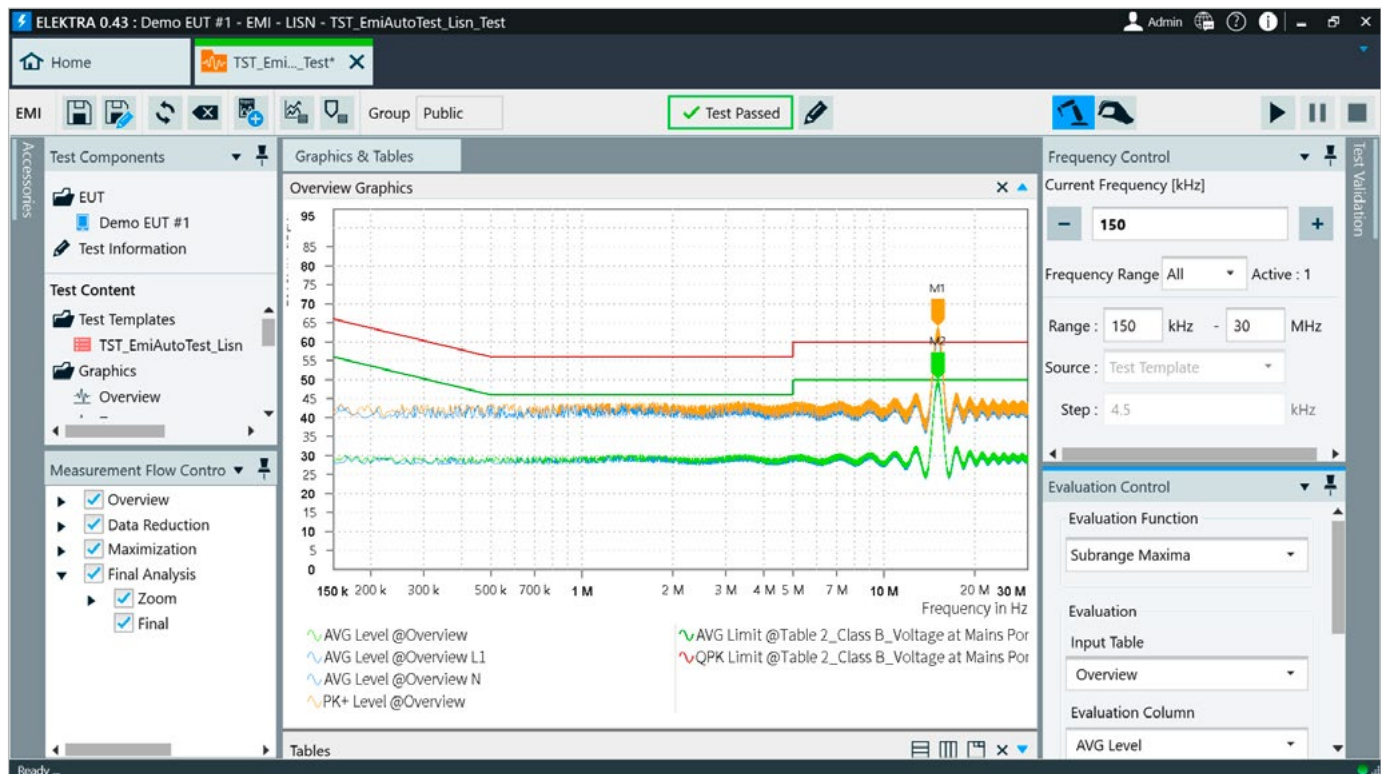 ELEKTRA 0.43 : Demo EUT #1 - EMI - LISN - TST_EmiAutoTest_Lisn_Test
Admin
Home
TST_Emi..._Test*
EMI
Group Public
Test Passed
Accessories
Test Components
EUT
Demo EUT #1
Test Information
Test Content
Test Templates
TST_EmiAutoTest_Lisn
Graphics
Overview
Measurement Flow Contro
Overview
Data Reduction
Maximization
Final Analysis
Zoom
Final
Graphics & Tables
Overview Graphics
95
85
80
75
70
65
60
55
50
45
40
35
30
25
20
15
10
5
0
M1
M2
150 k 200 k 300 k 500 k 700 k 1 M 2 M 3 M 4 M 5 M 7 M 10 M 20 M 30 M
Frequency in Hz
AVG Level @Overview
AVG Level @Overview L1
AVG Level @Overview N
PK+ Level @Overview
AVG Limit @Table 2_Class B_Voltage at Mains Por
QPK Limit @Table 2_Class B_Voltage at Mains Por
Tables
Frequency Control
Current Frequency [kHz]
150
Frequency Range All Active : 1
Range : 150 kHz - 30 MHz
Source : Test Template
Step : 4.5 kHz
Evaluation Control
Evaluation Function
Subrange Maxima
Evaluation
Input Table
Overview
Evaluation Column
AVG Level
Test Validation
Ready